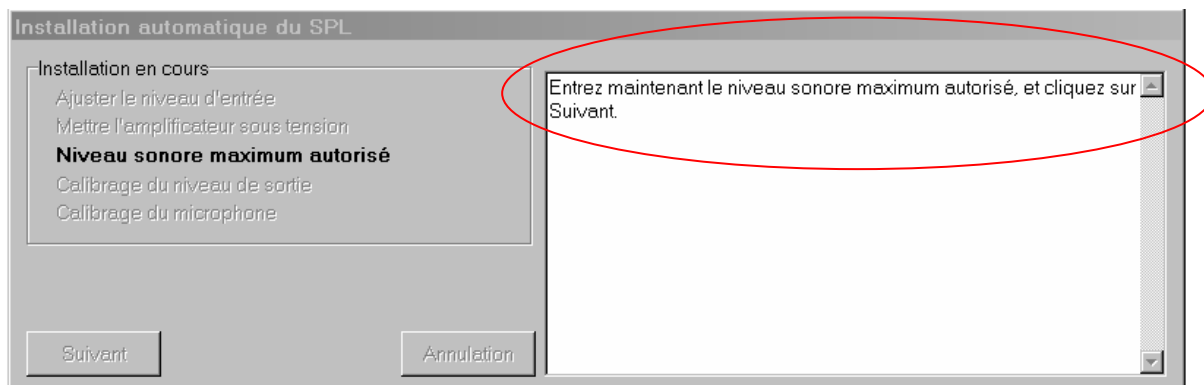 Installation automatique du SPL
Installation en cours
Ajuster le niveau d'entrée
Mettre l'amplificateur sous tension
Niveau sonore maximum autorisé
Calibrage du niveau de sortie
Calibrage du microphone
Suivant
Annulation
Entrez maintenant le niveau sonore maximum autorisé, et cliquez sur
Suivant.